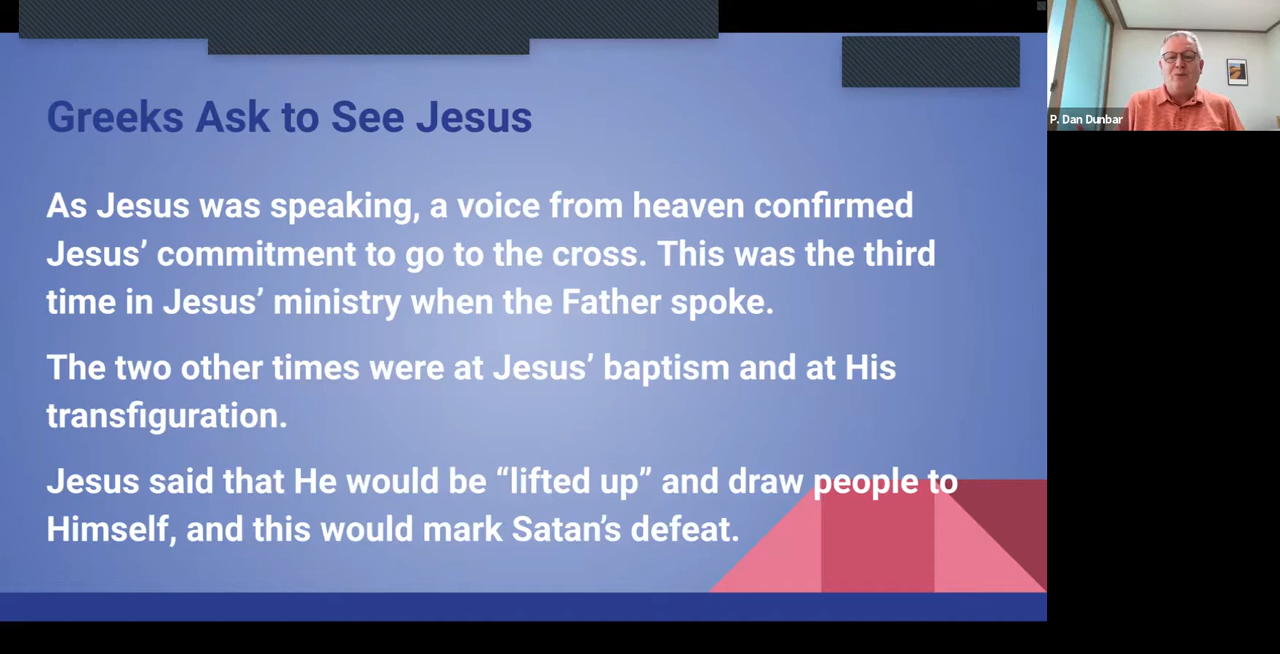 Greeks Ask to See Jesus
As Jesus was speaking, a voice from heaven confirmed
Jesus’ commitment to go to the cross. This was the third
time in Jesus’ ministry when the Father spoke.
The two other times were at Jesus’ baptism and at His
transfiguration.
Jesus said that He would be “lifted up” and draw people to
Himself, and this would mark Satan’s defeat.
P. Dan Dunbar